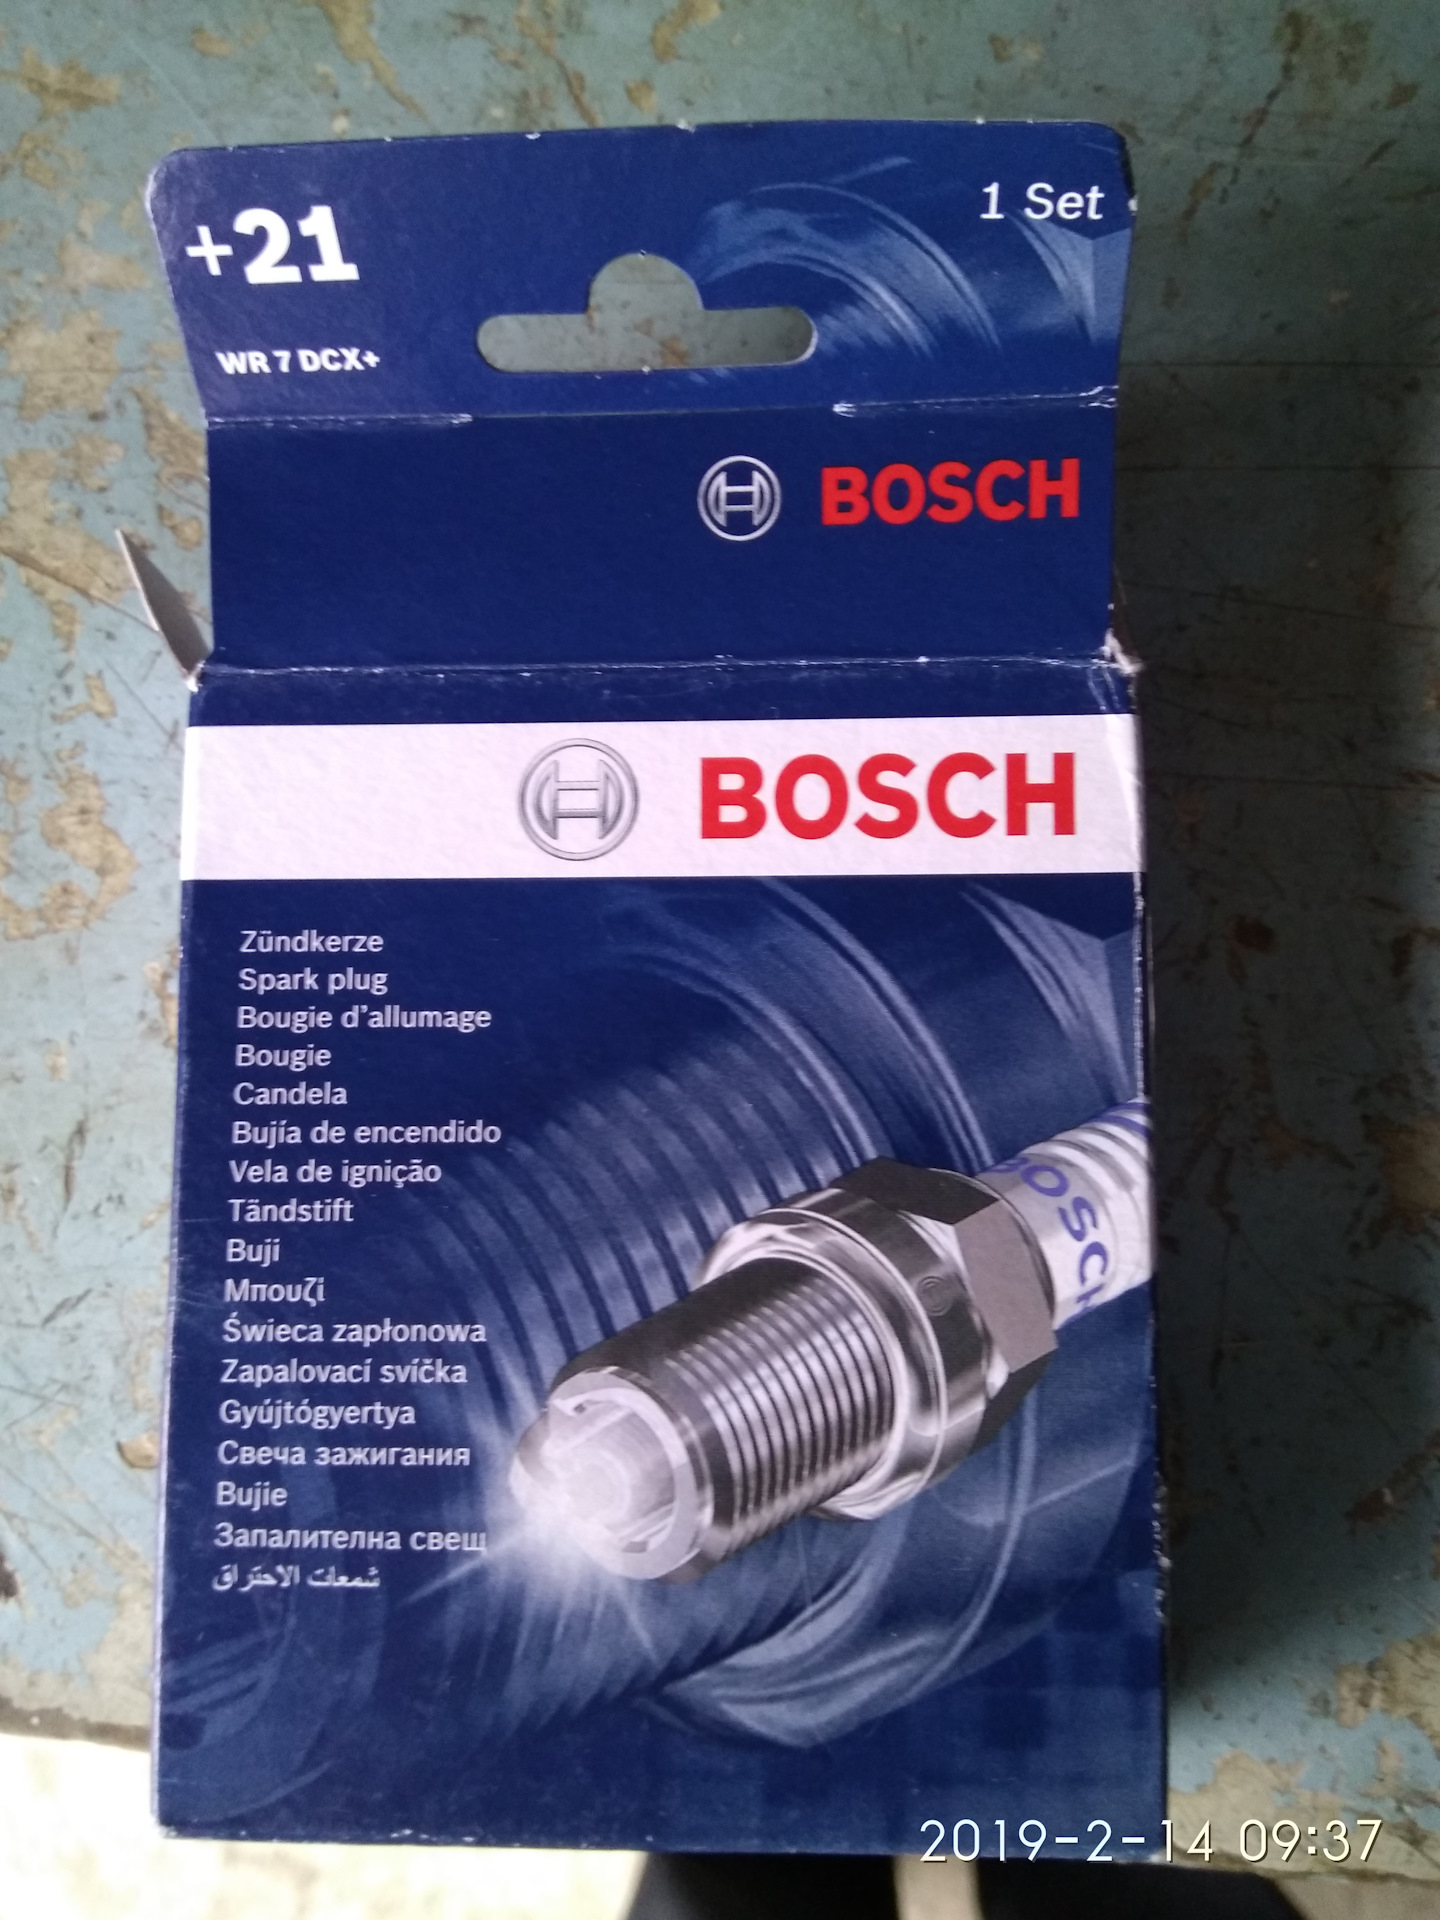 +21
1 Set
WR 7 DCX+
BOSCH
BOSCH
Zündkerze
Spark plug
Bougie d'allumage
Bougie
Candela
Bujía de encendido
Vela de ignição
Tändstift
Buji
Μπουζί
Świeca zapłonowa
Zapalovací svíčka
Gyújtógyertya
Свеча зажигания
Bujie
Запалителна свещ
شمعات الاحتراق
BOSCH
2019-2-14 09:37